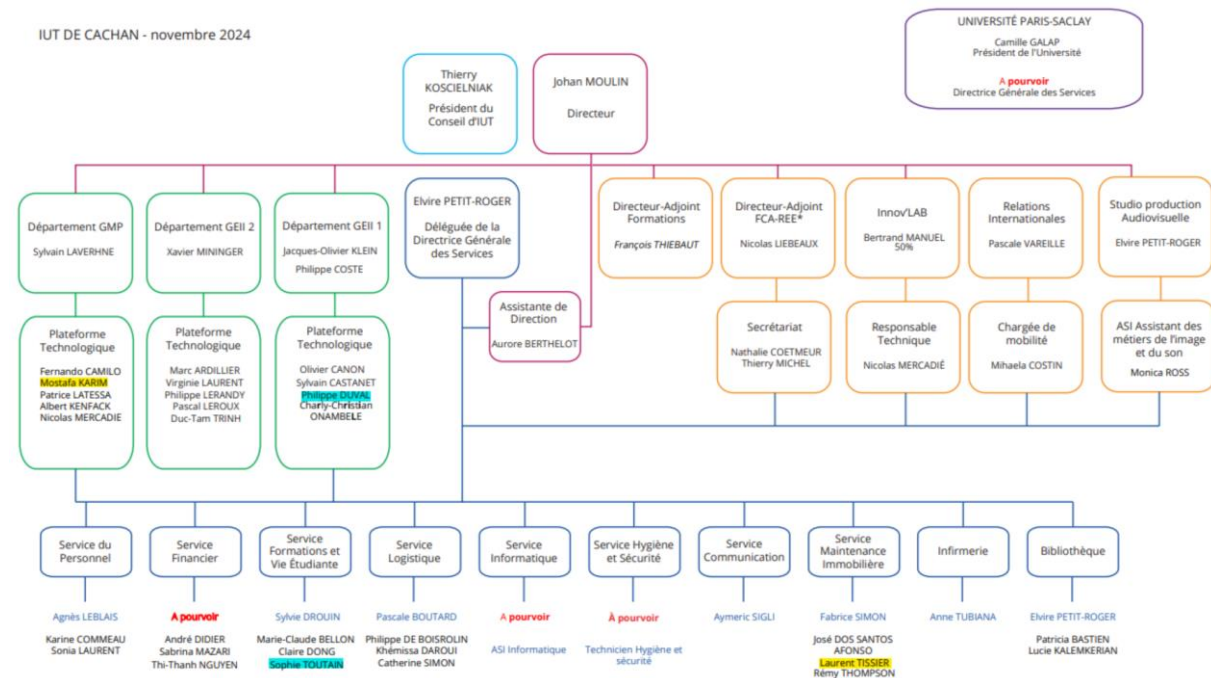 IUT DE CACHAN - novembre 2024
UNIVERSITÉ PARIS-SACLAY
Camille GALAP
Président de l'Université
A pourvoir
Directrice Générale des Services
Thierry
KOSCIELNIAK
Président du
Conseil d'IUT
Johan MOULIN
Directeur
Département GMP
Sylvain LAVERHNE
Département GEII 2
Xavier MININGER
Département GEII 1
Jacques-Olivier KLEIN
Philippe COSTE
Elvire PETIT-ROGER
Déléguée de la
Directrice Générale
des Services
Directeur-Adjoint
Formations
François THIEBAUT
Directeur-Adjoint
FCA-REE*
Nicolas LIEBEAUX
Innov'LAB
Bertrand MANUEL
50%
Relations
Internationales
Pascale VAREILLE
Studio production
Audiovisuelle
Elvire PETIT-ROGER
Assistante de
Direction
Aurore BERTHELOT
Plateforme
Technologique
Fernando CAMILO
Mostafa KARIM
Patrice LATESSA
Albert KENFACK
Nicolas MERCADIE
Plateforme
Technologique
Marc ARDILLIER
Virginie LAURENT
Philippe LERANDY
Pascal LEROUX
Duc-Tam TRINH
Plateforme
Technologique
Olivier CANON
Sylvain CASTANET
Philippe DUVAL
Charly-Christian
ONAMBELE
Secrétariat
Nathalie COETMEUR
Thierry MICHEL
Responsable
Technique
Nicolas MERCADIÉ
Chargée de
mobilité
Mihaela COSTIN
ASI Assistant des
métiers de l'image
et du son
Monica ROSS
Service du
Personnel
Agnès LEBLAIS
Karine COMMEAU
Sonia LAURENT
Service
Financier
A pourvoir
André DIDIER
Sabrina MAZARI
Thi-Thanh NGUYEN
Service
Formations et
Vie Étudiante
Sylvie DROUIN
Marie-Claude BELLON
Claire DONG
Sophie TOUTAIN
Service
Logistique
Pascale BOUTARD
Philippe DE BOISROLIN
Khémissa DAROUI
Catherine SIMON
Service
Informatique
A pourvoir
ASI Informatique
Service Hygiène
et Sécurité
À pourvoir
Technicien Hygiène et
sécurité
Service
Communication
Aymeric SIGLI
Service
Maintenance
Immobilière
Fabrice SIMON
José DOS SANTOS
AFONSO
Laurent TISSIER
Rémy THOMPSON
Infirmerie
Anne TUBIANA
Bibliothèque
Elvire PETIT-ROGER
Patricia BASTIEN
Lucie KALEMKERIAN